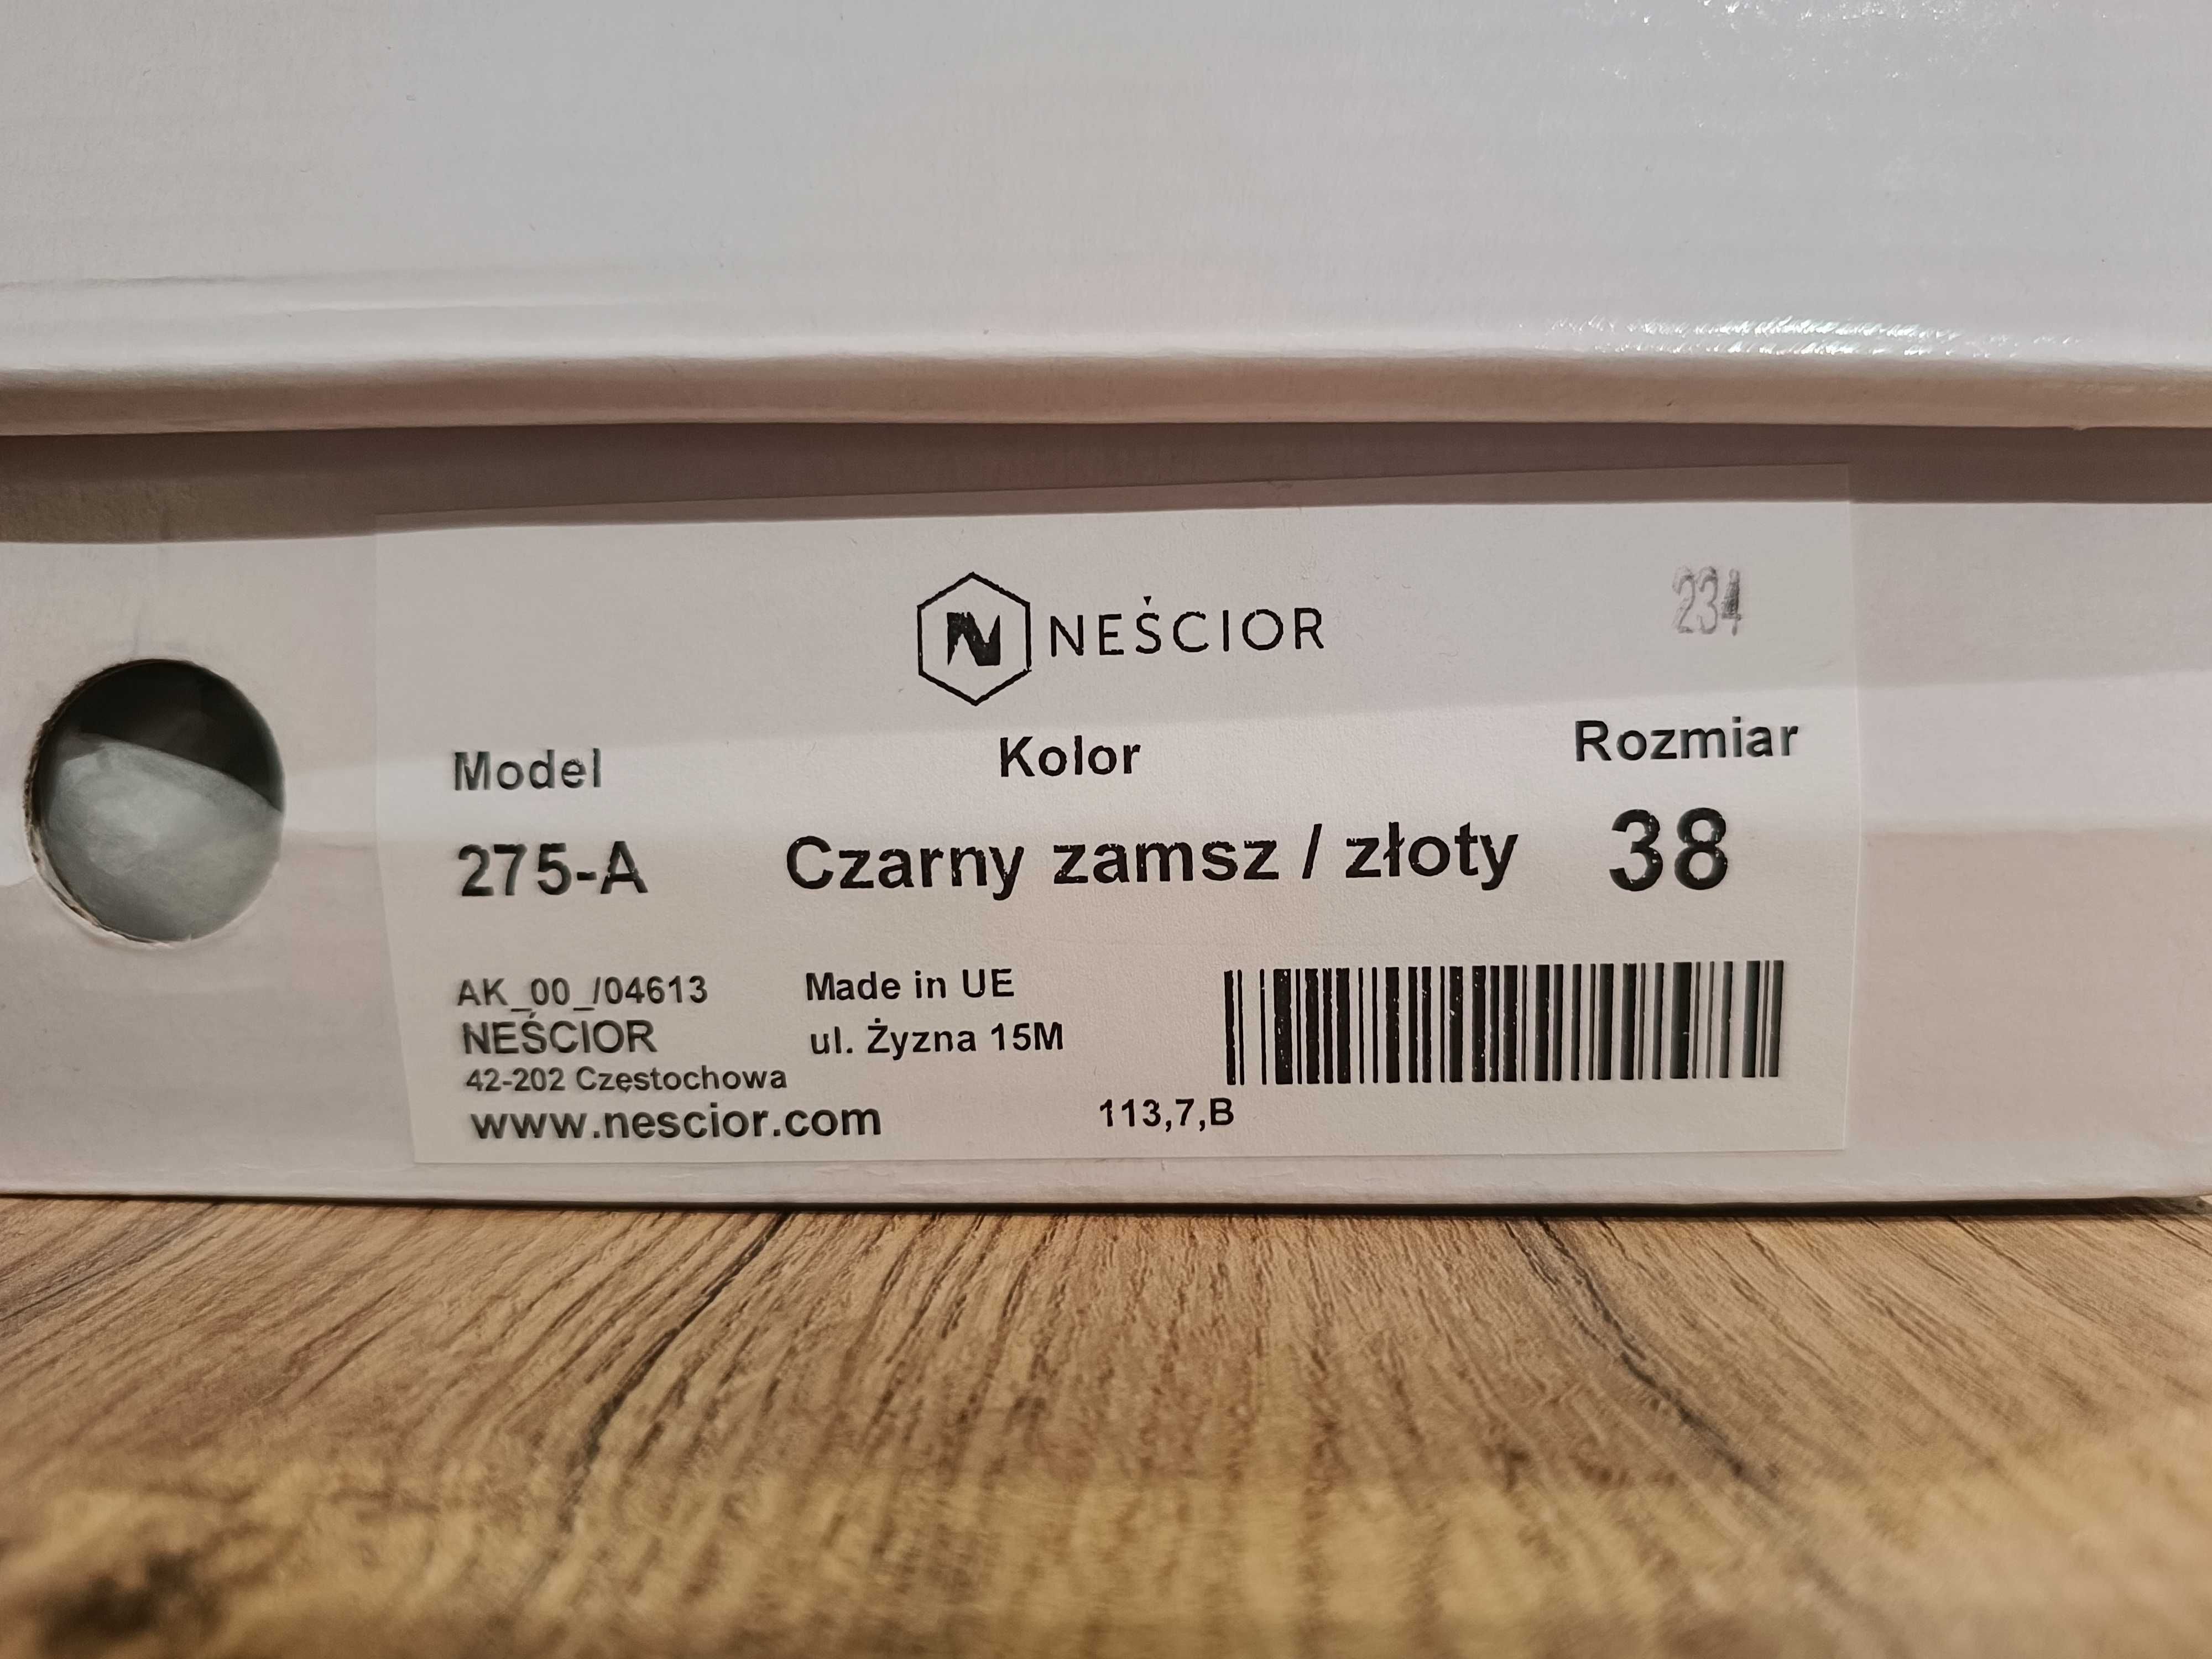 NEŚCIOR
234
Model Kolor Rozmiar
275-A Czarny zamsz / złoty 38
AK_00_/04613 Made in UE
NEŚCIOR ul. Żyzna 15M
42-202 Częstochowa
www.nescior.com 113,7,B